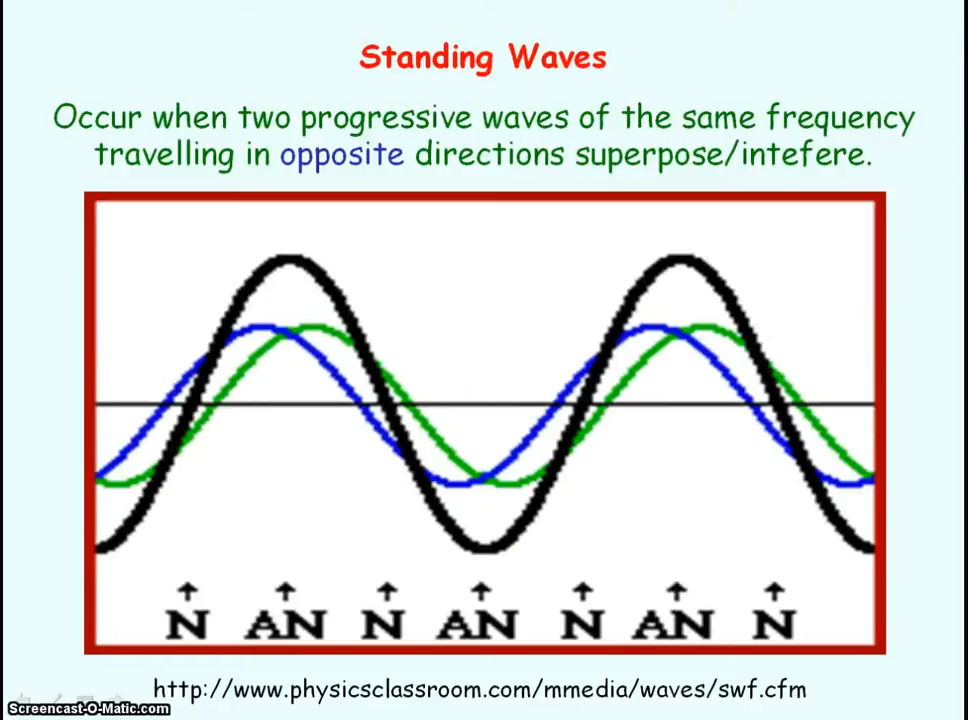 Standing Waves
Occur when two progressive waves of the same frequency
travelling in opposite directions superpose/intefere.
N AN N AN N AN N
http://www.physicsclassroom.com/mmedia/waves/swf.cfm
Screencast-O-Matic.com